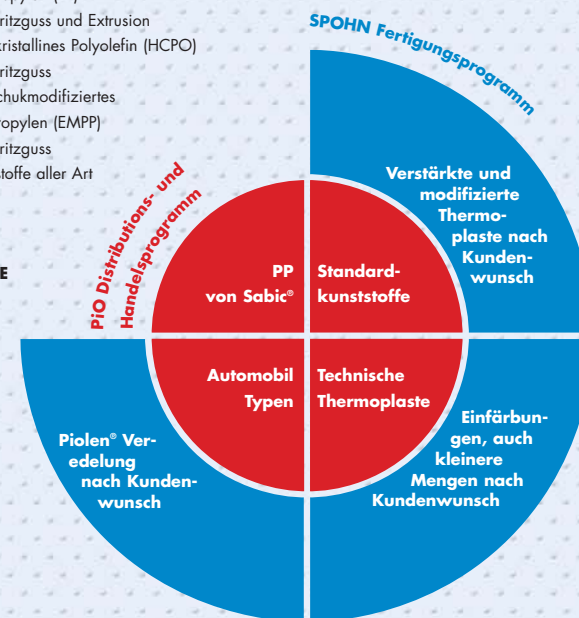 ritzguss und Extrusion
kristallines Polyolefin (HCPO)
ritzguss
chukmodifiziertes
ropylen (EMPP)
ritzguss
stoffe aller Art
E
SPOHN Fertigungsprogramm
Verstärkte und
modifizierte
Thermo-
plaste nach
Kunden-
wunsch
PiO Distributions- und
Handelsprogramm
PP
von Sabic®
Standard-
kunststoffe
Automobil
Typen
Technische
Thermoplaste
Piolen® Ver-
edelung
nach Kunden-
wunsch
Einfärbun-
gen, auch
kleinere
Mengen nach
Kundenwunsch